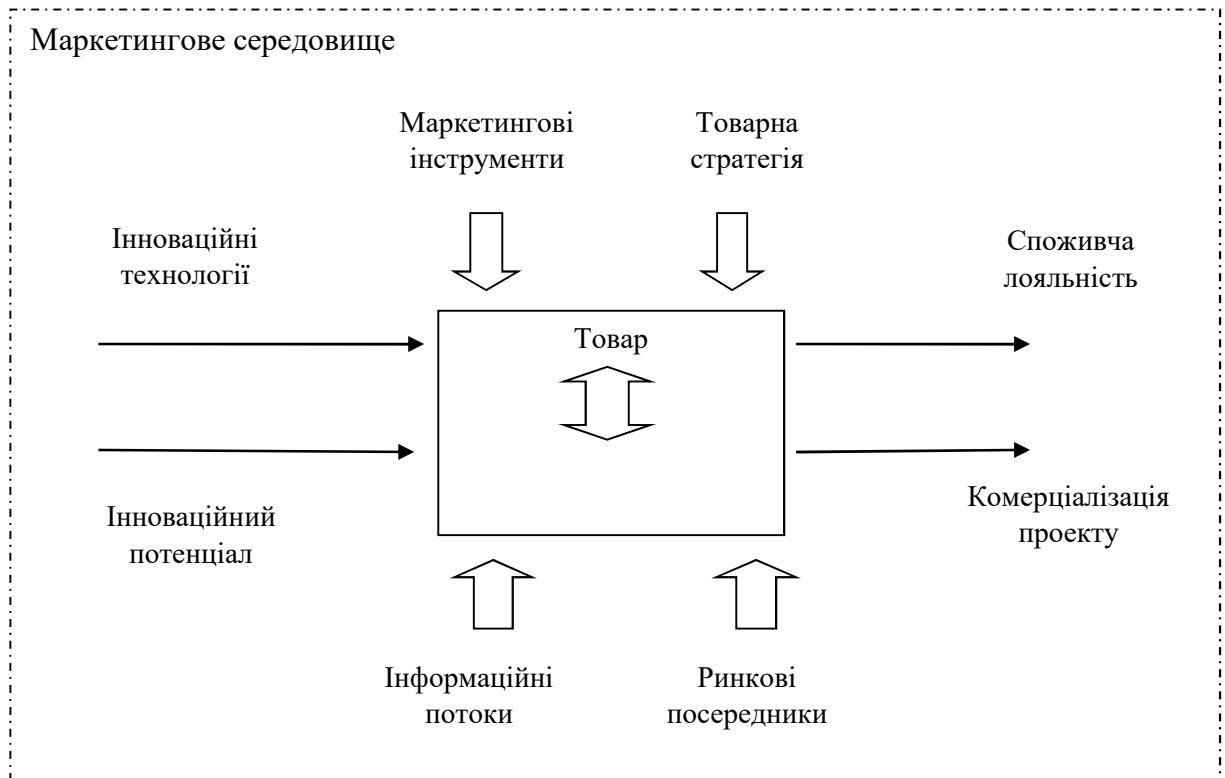 Маркетингове середовище
Маркетингові
інструменти
Товарна
стратегія
Інноваційні
технології
Споживча
лояльність
Товар
Інноваційний
потенціал
Комерціалізація
проекту
Інформаційні
потоки
Ринкові
посередники